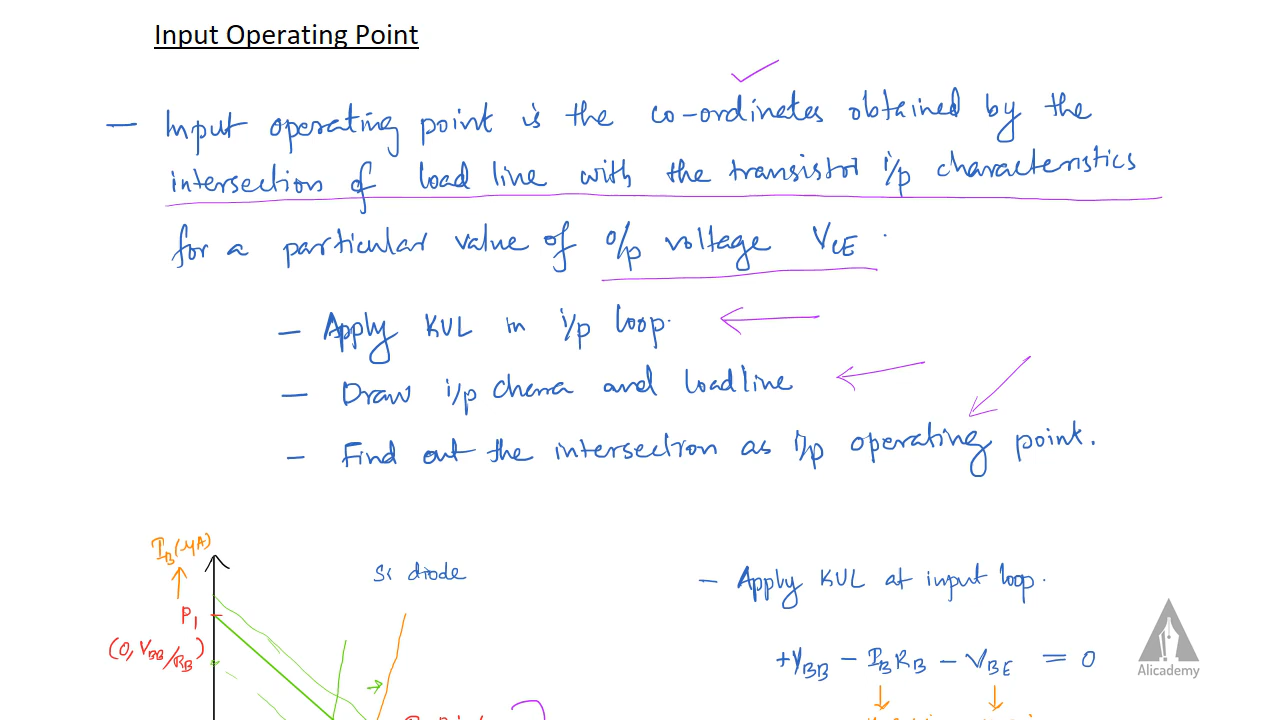 Input Operating Point
– Input operating point is the co-ordinates obtained by the
intersection of load line with the transistor i/p characteristics
for a particular value of o/p voltage VCE.
– Apply KVL in i/p loop.
– Draw i/p chara and loadline
– Find out the intersection as i/p operating point.
IB(μA)
Si diode
– Apply KVL at input loop.
P1
(0, VBB/RB)
+VBB – IBRB – VBE = 0
Alicademy